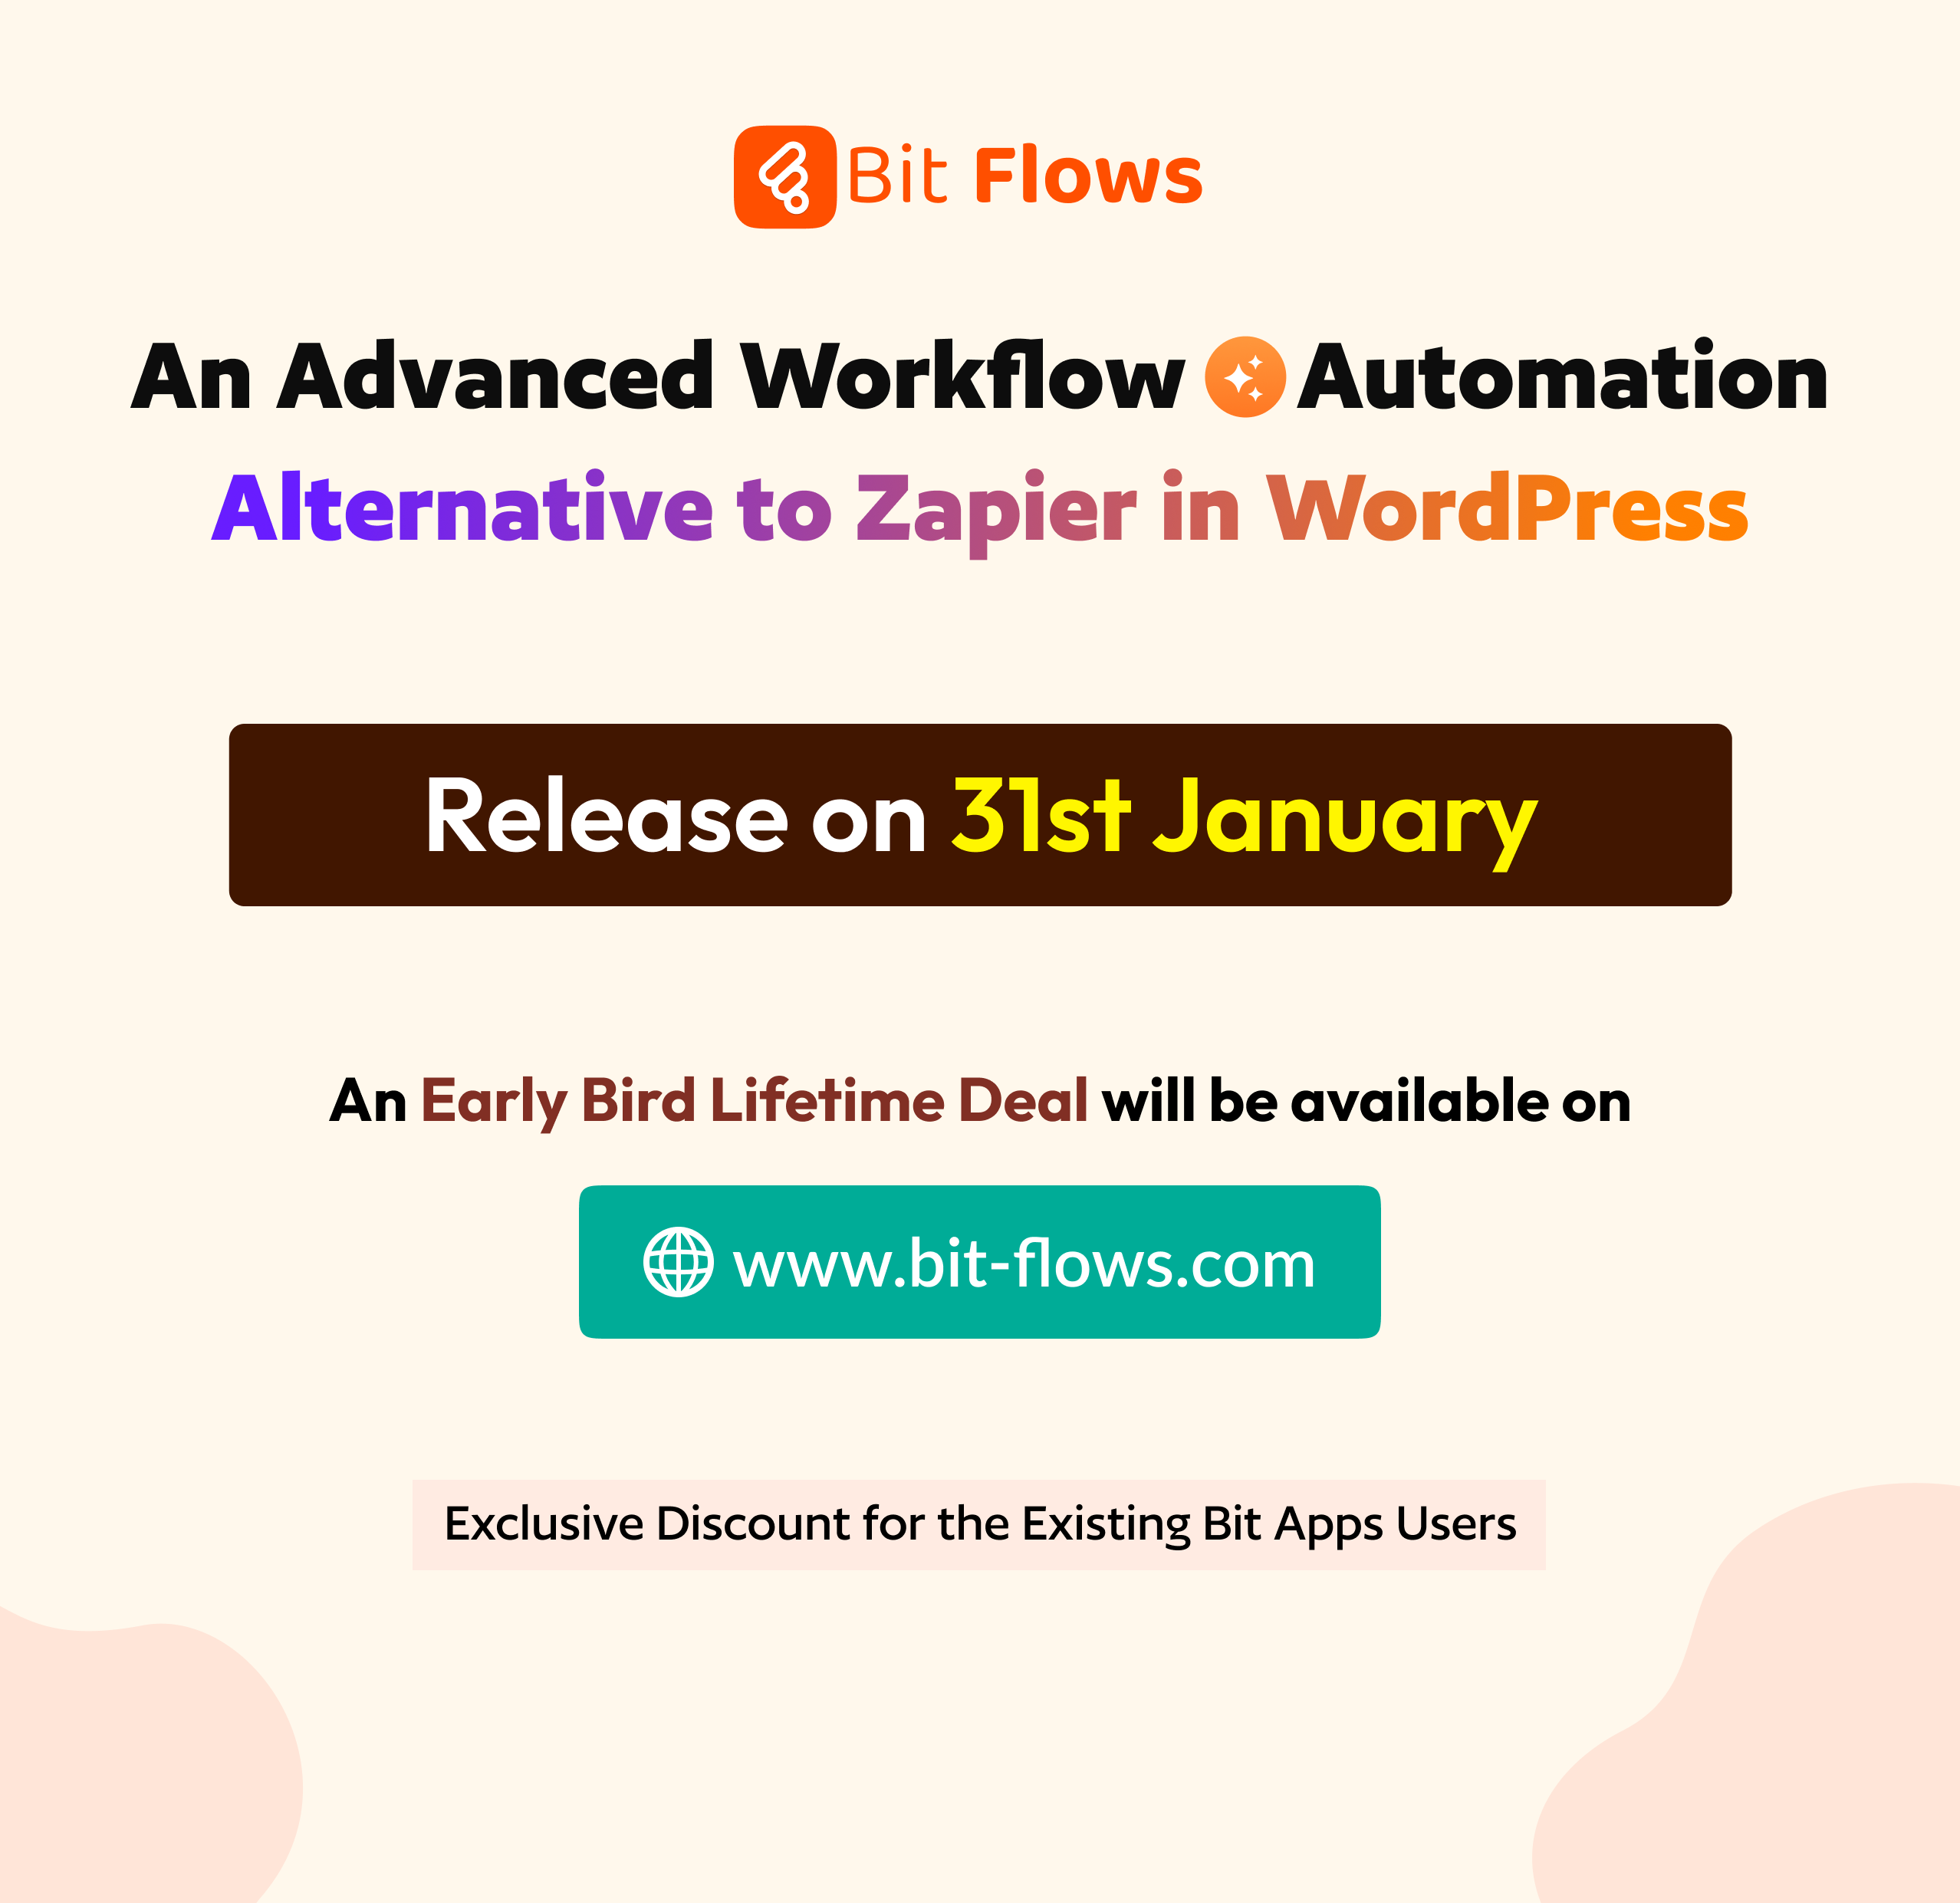 Bit Flows
An Advanced Workflow Automation
Alternative to Zapier in WordPress
Release on 31st January
An Early Bird Lifetime Deal will be available on
www.bit-flows.com
Exclusive Discount for the Existing Bit Apps Users